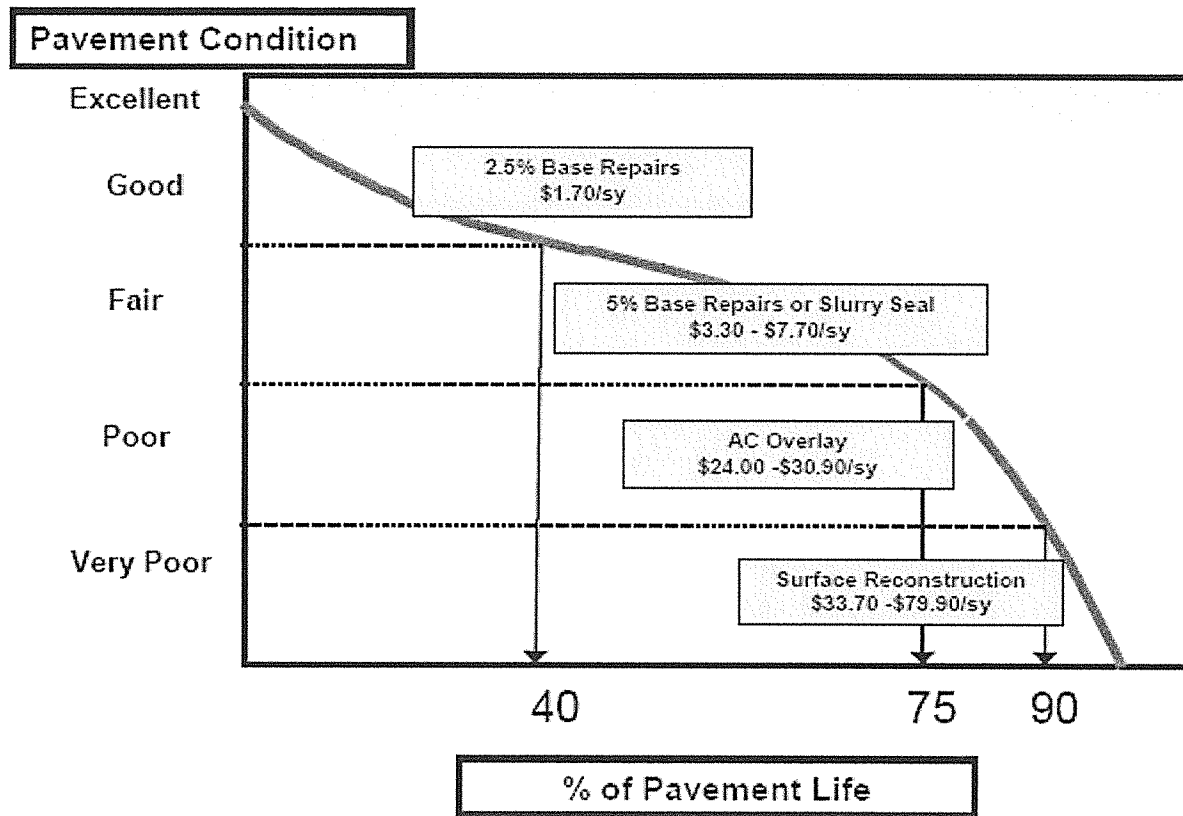 Pavement Condition
Excellent
Good
2.5% Base Repairs
$1.70/sy
Fair
5% Base Repairs or Slurry Seal
$3.30 - $7.70/sy
Poor
AC Overlay
$24.00 -$30.90/sy
Very Poor
Surface Reconstruction
$33.70 -$79.90/sy
40 75 90
% of Pavement Life